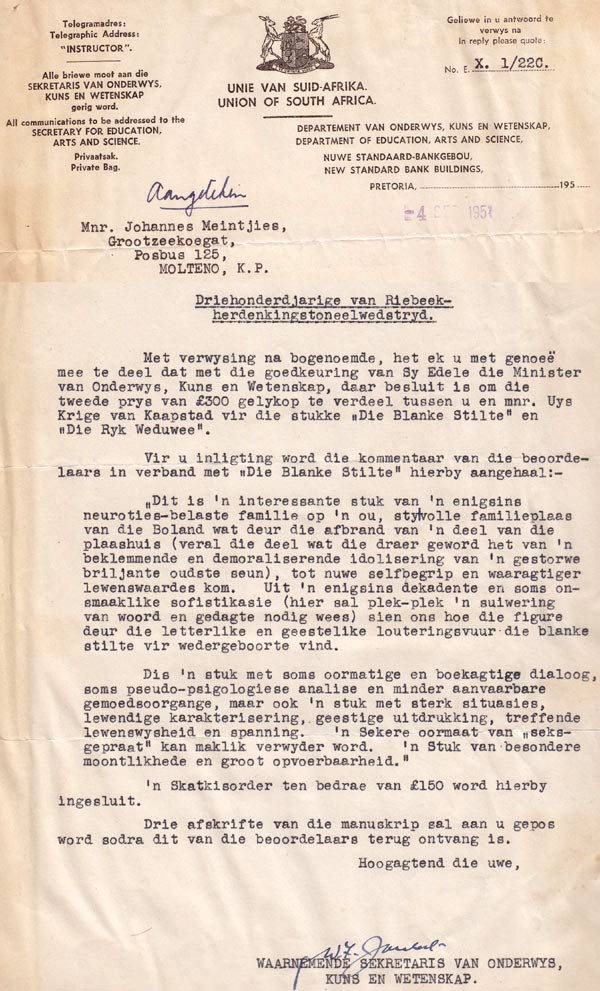 Telegramadres:
Telegraphic Address:
"INSTRUCTOR".
Alle briewe moet aan die
SEKRETARIS VAN ONDERWYS,
KUNS EN WETENSKAP
gerig word.
All communications to be addressed to the
SECRETARY FOR EDUCATION,
ARTS AND SCIENCE.
Privaatsak.
Private Bag.
UNIE VAN SUID-AFRIKA.
UNION OF SOUTH AFRICA.
Geliewe in u antwoord te
verwys na
In reply please quote:
No. E. X. 1/22C.
DEPARTEMENT VAN ONDERWYS, KUNS EN WETENSKAP,
DEPARTMENT OF EDUCATION, ARTS AND SCIENCE,
NUWE STANDAARD-BANKGEBOU,
NEW STANDARD BANK BUILDINGS,
PRETORIA, 195
Aangeteken
Mnr. Johannes Meintjies,
Grootzeekoegat,
Posbus 125,
MOLTENO, K.P.
Driehonderdjarige van Riebeek-
herdenkingstoneelwedstryd.
Met verwysing na bogenoemde, het ek u met genoeë
mee te deel dat met die goedkeuring van Sy Edele die Minister
van Onderwys, Kuns en Wetenskap, daar besluit is om die
tweede prys van £300 gelykop te verdeel tussen u en mnr. Uys
Krige van Kaapstad vir die stukke „Die Blanke Stilte" en
„Die Ryk Weduwee".
Vir u inligting word die kommentaar van die beoorde-
laars in verband met „Die Blanke Stilte" hierby aangehaal:-
„Dit is 'n interessante stuk van 'n enigsins
neuroties-belaste familie op 'n ou, stylvolle familieplaas
van die Boland wat deur die afbrand van 'n deel van die
plaashuis (veral die deel wat die draer geword het van 'n
beklemmende en demoraliserende idolisering van 'n gestorwe
briljante oudste seun), tot nuwe selfbegrip en waaragtiger
lewenswaardes kom. Uit 'n enigsins dekadente en soms on-
smaaklike sofistikasie (hier sal plek-plek 'n suiwering
van woord en gedagte nodig wees) sien ons hoe die figure
deur die letterlike en geestelike louteringsvuur die blanke
stilte vir wedergeboorte vind.
Dis 'n stuk met soms oormatige en boekagtige dialoog,
soms pseudo-psigologiese analise en minder aanvaarbare
gemoedsoorgange, maar ook 'n stuk met sterk situasies,
lewendige karakterisering, geestige uitdrukking, treffende
lewenswysheid en spanning. 'n Sekere oormaat van „seks-
gepraat" kan maklik verwyder word. 'n Stuk van besondere
moontlikhede en groot opvoerbaarheid."
'n Skatkisorder ten bedrae van £150 word hierby
ingesluit.
Drie afskrifte van die manuskrip sal aan u gepos
word sodra dit van die beoordelaars terug ontvang is.
Hoogagtend die uwe,
WAARNEMENDE SEKRETARIS VAN ONDERWYS,
KUNS EN WETENSKAP.